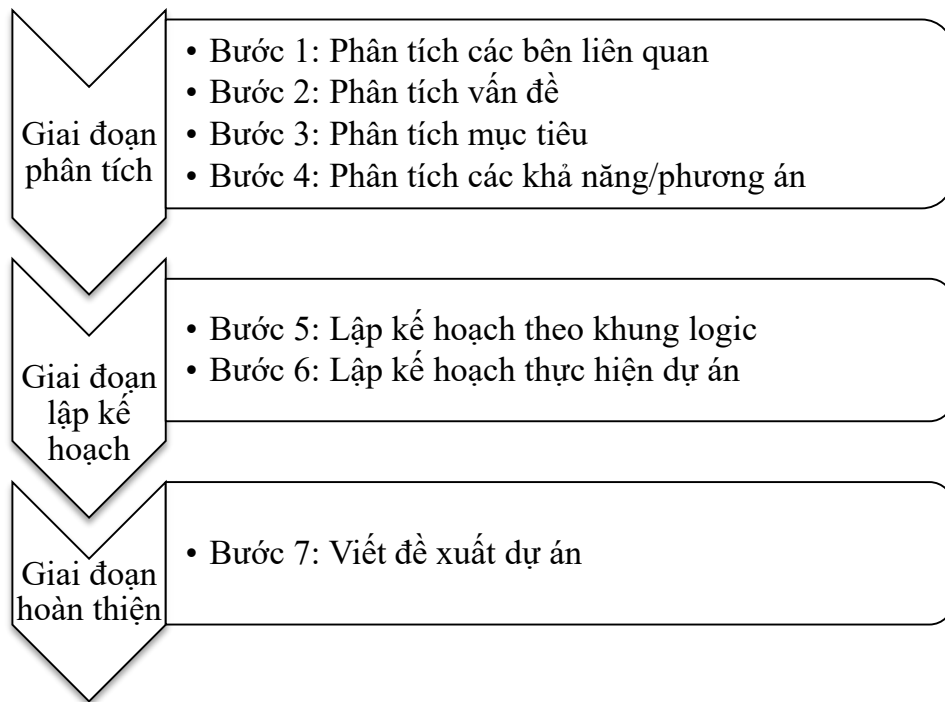 Giai đoạn
phân tích
• Bước 1: Phân tích các bên liên quan
• Bước 2: Phân tích vấn đề
• Bước 3: Phân tích mục tiêu
• Bước 4: Phân tích các khả năng/phương án
Giai đoạn
lập kế
hoạch
• Bước 5: Lập kế hoạch theo khung logic
• Bước 6: Lập kế hoạch thực hiện dự án
Giai đoạn
hoàn thiện
• Bước 7: Viết đề xuất dự án